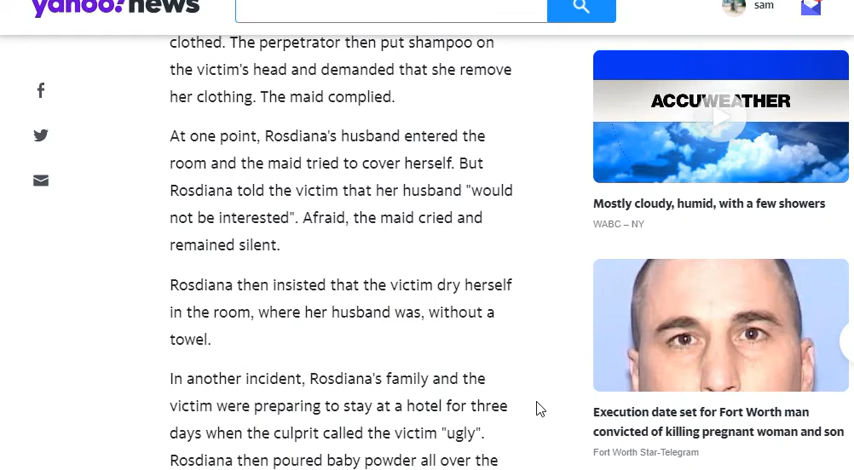 yahoo!news
sam
clothed. The perpetrator then put shampoo on
the victim's head and demanded that she remove
her clothing. The maid complied.
At one point, Rosdiana's husband entered the
room and the maid tried to cover herself. But
Rosdiana told the victim that her husband "would
not be interested". Afraid, the maid cried and
remained silent.
Rosdiana then insisted that the victim dry herself
in the room, where her husband was, without a
towel.
In another incident, Rosdiana's family and the
victim were preparing to stay at a hotel for three
days when the culprit called the victim "ugly".
Rosdiana then poured baby powder all over the
ACCUWEATHER
Mostly cloudy, humid, with a few showers
WABC – NY
Execution date set for Fort Worth man
convicted of killing pregnant woman and son
Fort Worth Star-Telegram